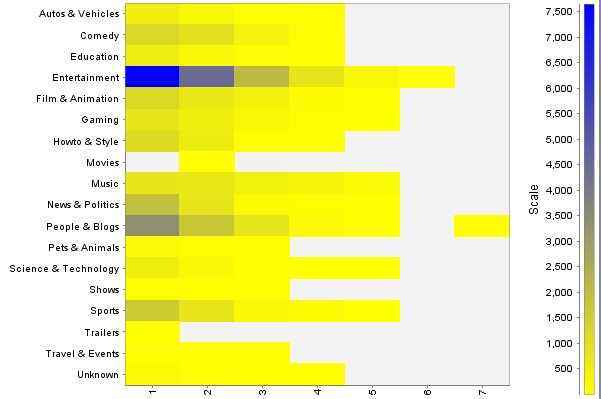 Autos & Vehicles
Comedy
Education
Entertainment
Film & Animation
Gaming
Howto & Style
Movies
Music
News & Politics
People & Blogs
Pets & Animals
Science & Technology
Shows
Sports
Trailers
Travel & Events
Unknown
1 2 3 4 5 6 7
Scale
7,500
7,000
6,500
6,000
5,500
5,000
4,500
4,000
3,500
3,000
2,500
2,000
1,500
1,000
500